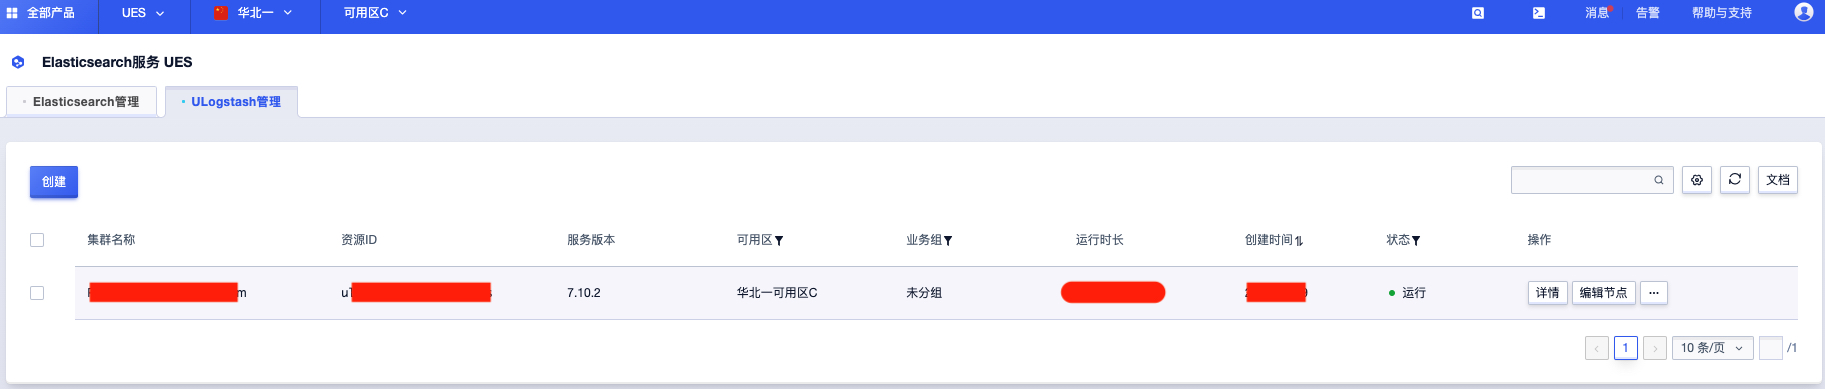 全部产品 UES 华北一 可用区C 消息 告警 帮助与支持
Elasticsearch服务 UES
Elasticsearch管理 ULogstash管理
创建 文档
集群名称 资源ID 服务版本 可用区 业务组 运行时长 创建时间 状态 操作
7.10.2 华北一可用区C 未分组 运行 详情 编辑节点 ...
1 10 条/页 /1